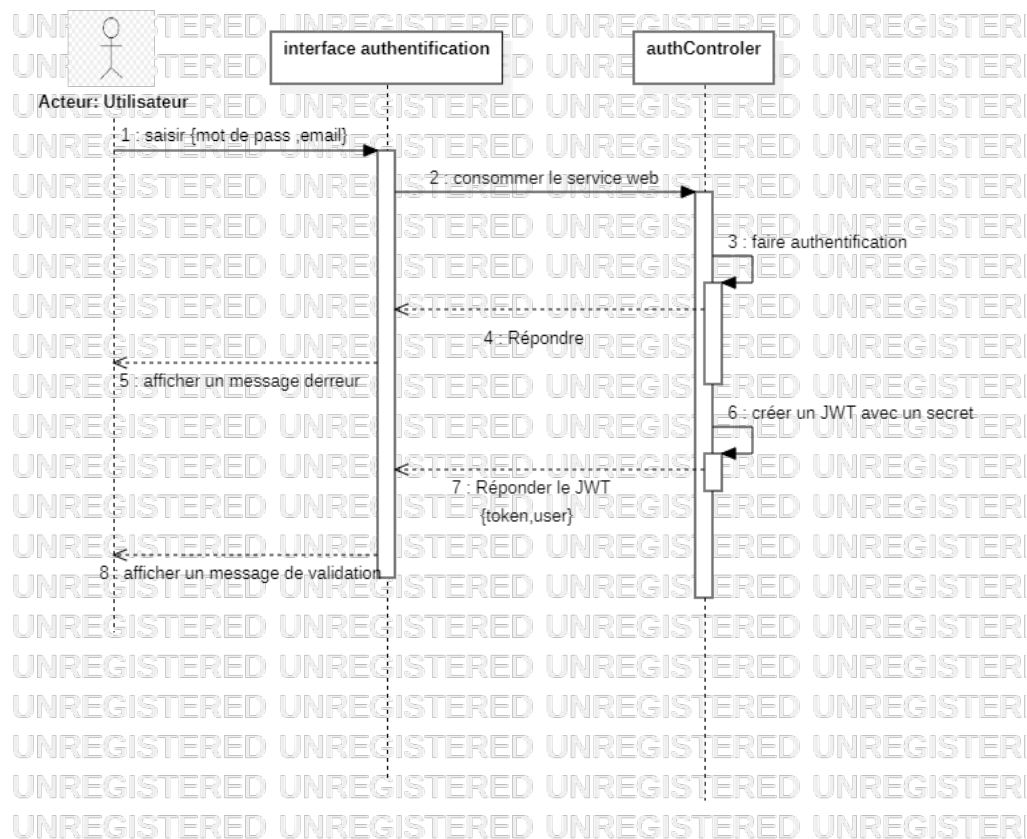 interface authentification
authControler
Acteur: Utilisateur
1 : saisir {mot de pass ,email}
2 : consommer le service web
3 : faire authentification
4 : Répondre
5 : afficher un message derreur
6 : créer un JWT avec un secret
7 : Réponder le JWT
{token,user}
8 : afficher un message de validation
UNREGISTERED